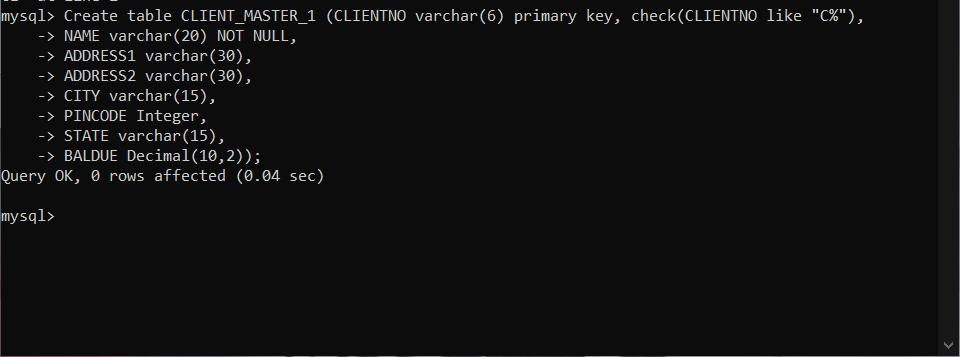 mysql> Create table CLIENT_MASTER_1 (CLIENTNO varchar(6) primary key, check(CLIENTNO like "C%"),
-> NAME varchar(20) NOT NULL,
-> ADDRESS1 varchar(30),
-> ADDRESS2 varchar(30),
-> CITY varchar(15),
-> PINCODE Integer,
-> STATE varchar(15),
-> BALDUE Decimal(10,2));
Query OK, 0 rows affected (0.04 sec)
mysql>